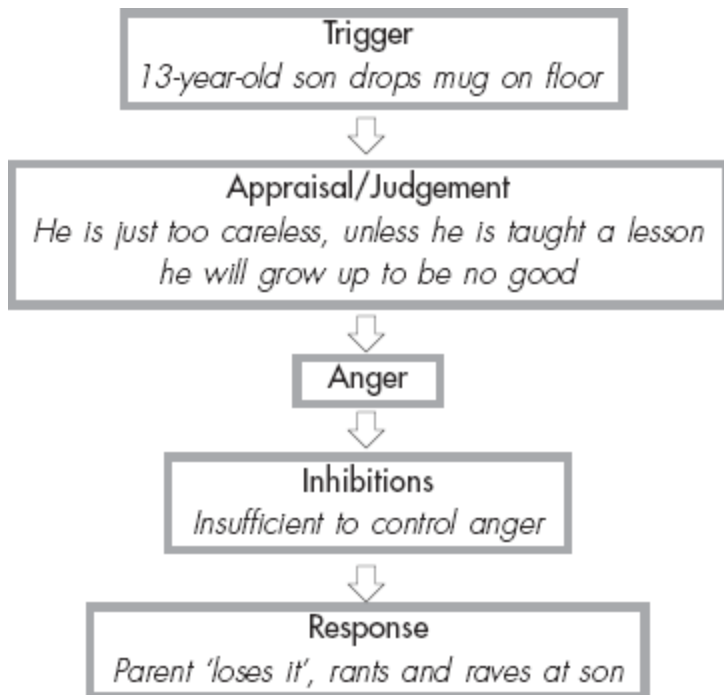 Trigger
13-year-old son drops mug on floor
Appraisal/Judgement
He is just too careless, unless he is taught a lesson
he will grow up to be no good
Anger
Inhibitions
Insufficient to control anger
Response
Parent ‘loses it’, rants and raves at son